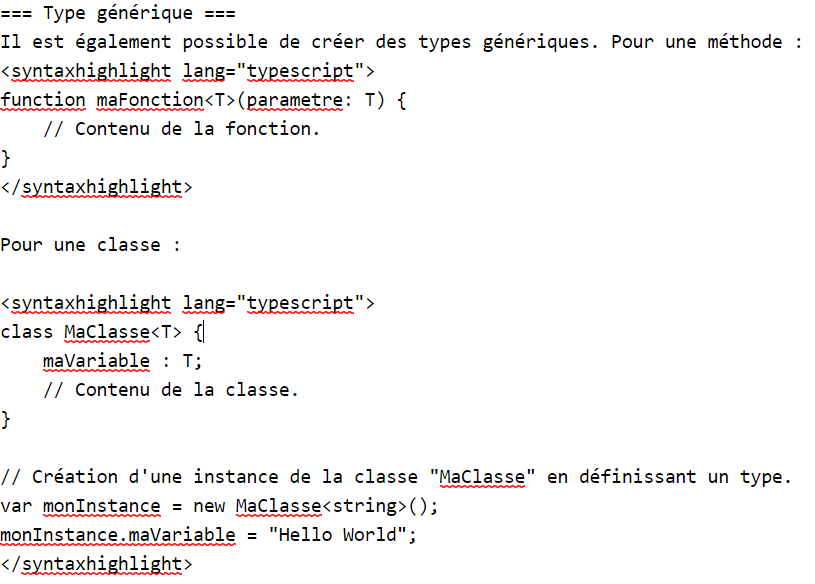 === Type générique ===
Il est également possible de créer des types génériques. Pour une méthode :
<syntaxhighlight lang="typescript">
function maFonction<T>(parametre: T) {
    // Contenu de la fonction.
}
</syntaxhighlight>

Pour une classe :

<syntaxhighlight lang="typescript">
class MaClasse<T> {
    maVariable : T;
    // Contenu de la classe.
}

// Création d'une instance de la classe "MaClasse" en définissant un type.
var monInstance = new MaClasse<string>();
monInstance.maVariable = "Hello World";
</syntaxhighlight>